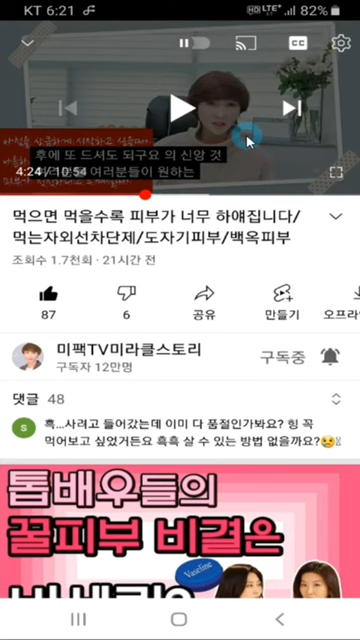 KT 6:21
LTE+ 82%
CC
후에 또 드셔도 되구요 의 신앙 것
여러분들이 원하는
4:24 / 10:54
먹으면 먹을수록 피부가 너무 하얘집니다/
먹는자외선차단제/도자기피부/백옥피부
조회수 1.7천회 · 21시간 전
87
6
공유
만들기
오프라인
미팩TV미라클스토리
구독자 12만명
구독중
댓글 48
S
흑...사려고 들어갔는데 이미 다 품절인가봐요? 힝 꼭
먹어보고 싶었거든요 흑흑 살 수 있는 방법 없을까요?😢
톱배우들의
꿀피부 비결은
Vaseline